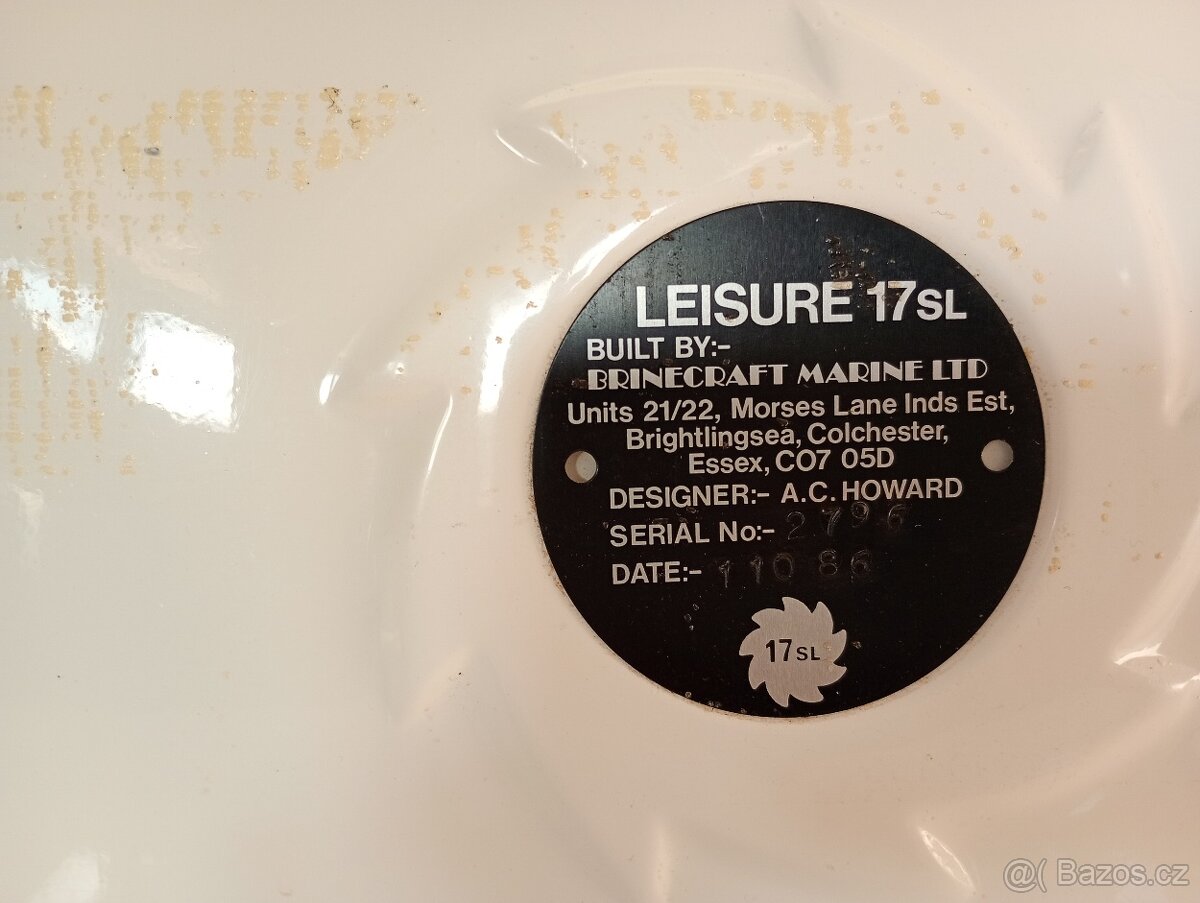 LEISURE 17SL
BUILT BY:-
BRINECRAFT MARINE LTD
Units 21/22, Morses Lane Inds Est,
Brightlingsea, Colchester,
Essex, CO7 05D
DESIGNER:- A.C. HOWARD
SERIAL No:- 2796
DATE:- 11086
17SL
@( Bazos.cz